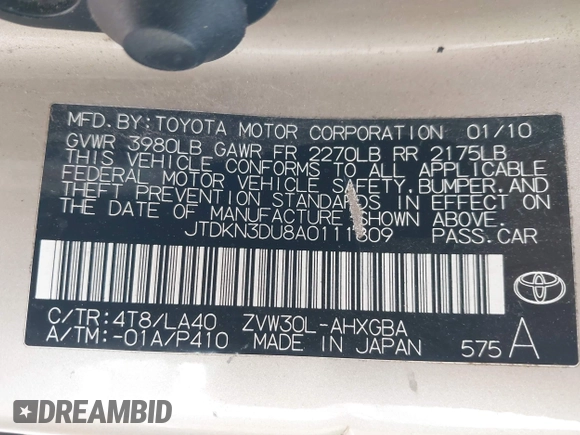 MFD. BY: TOYOTA MOTOR CORPORATION 01/10
GVWR 3980LB GAWR FR 2270LB RR 2175LB
THIS VEHICLE CONFORMS TO ALL APPLICABLE
FEDERAL MOTOR VEHICLE SAFETY, BUMPER, AND
THEFT PREVENTION STANDARDS IN EFFECT ON
THE DATE OF MANUFACTURE SHOWN ABOVE.
PASS. CAR
C/TR: 4T8/LA40 ZVW30L-AHXGBA
A/TM: -01A/P410 MADE IN JAPAN 575 A
TOYOTA
DREAMBID